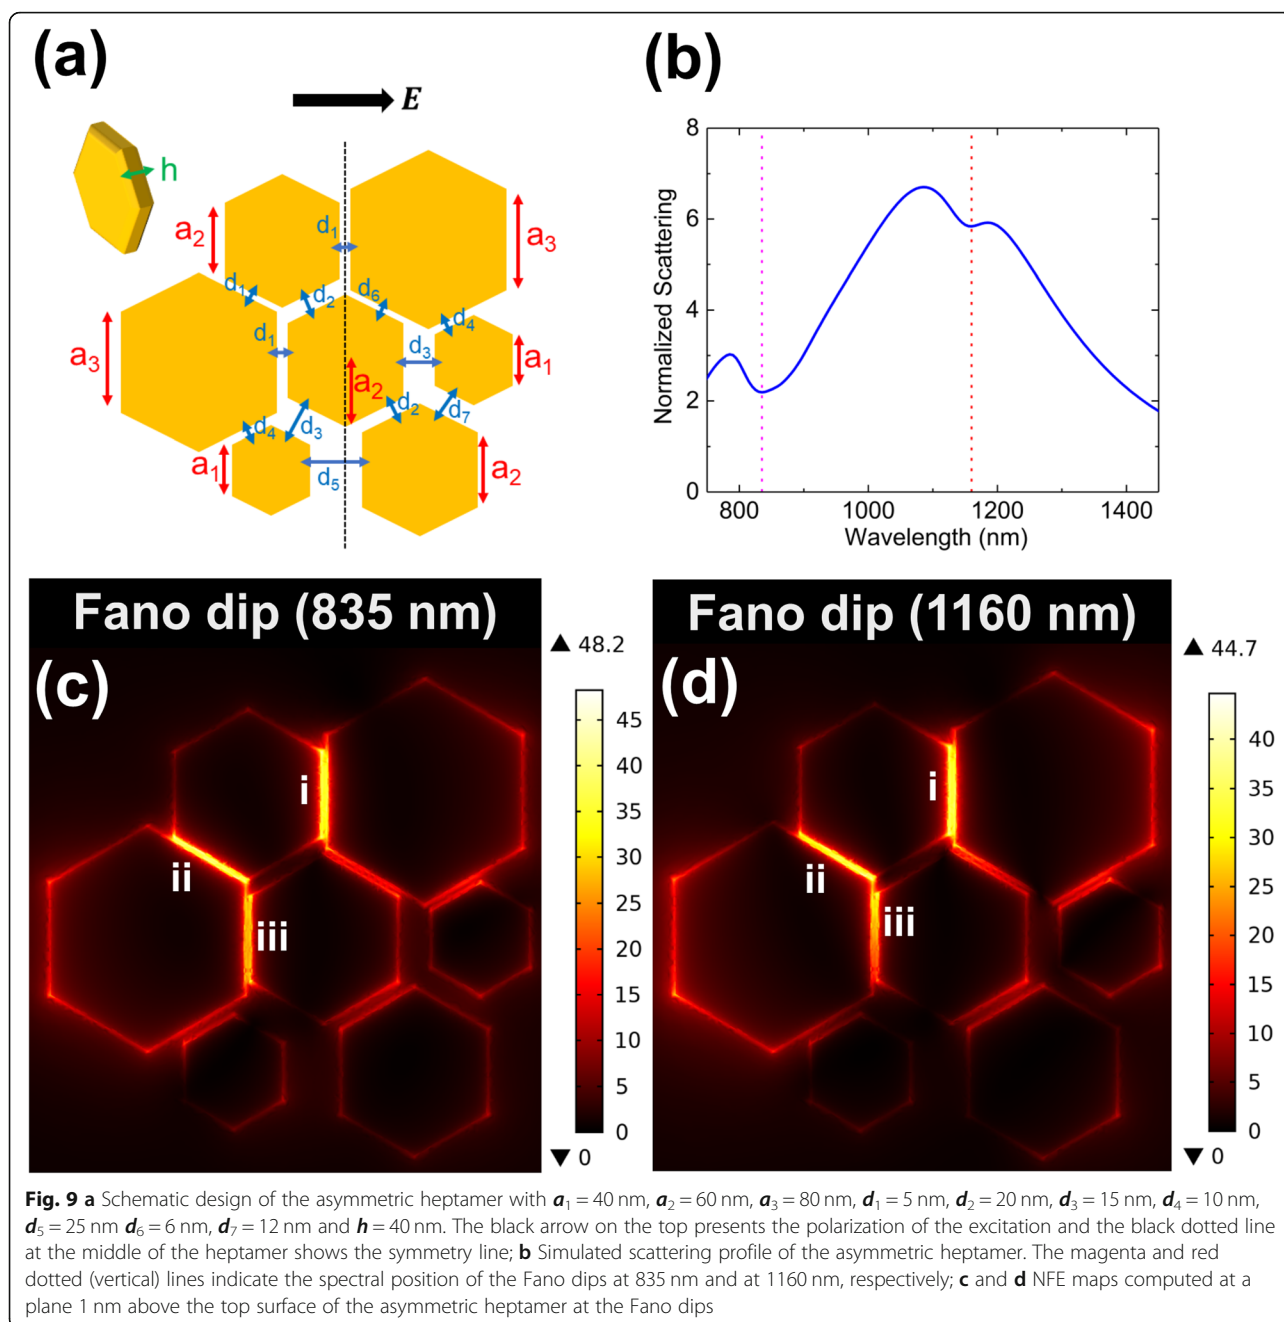 (a)
E
h
a₂
d₁
a₃
d₁
d₂
d₆
d₄
a₃
d₁
d₃
a₁
a₂
d₄
d₃
d₂
d₇
a₁
d₅
a₂
(b)
8
6
4
2
0
Normalized Scattering
800
1000
1200
1400
Wavelength (nm)
Fano dip (835 nm)
(c)
i
ii
iii
▲ 48.2
45
40
35
30
25
20
15
10
5
0
▼ 0
Fano dip (1160 nm)
(d)
i
ii
iii
▲ 44.7
40
35
30
25
20
15
10
5
0
▼ 0
Fig. 9 a Schematic design of the asymmetric heptamer with a₁ = 40 nm, a₂ = 60 nm, a₃ = 80 nm, d₁ = 5 nm, d₂ = 20 nm, d₃ = 15 nm, d₄ = 10 nm,
d₅ = 25 nm d₆ = 6 nm, d₇ = 12 nm and h = 40 nm. The black arrow on the top presents the polarization of the excitation and the black dotted line
at the middle of the heptamer shows the symmetry line; b Simulated scattering profile of the asymmetric heptamer. The magenta and red
dotted (vertical) lines indicate the spectral position of the Fano dips at 835 nm and at 1160 nm, respectively; c and d NFE maps computed at a
plane 1 nm above the top surface of the asymmetric heptamer at the Fano dips